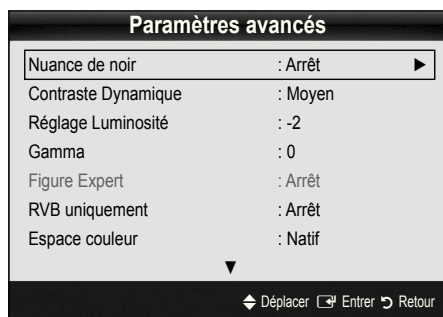 Paramètres avancés
Nuance de noir : Arrêt ▶
Contraste Dynamique : Moyen
Réglage Luminosité : -2
Gamma : 0
Figure Expert : Arrêt
RVB uniquement : Arrêt
Espace couleur : Natif
▼
Déplacer Entrer Retour